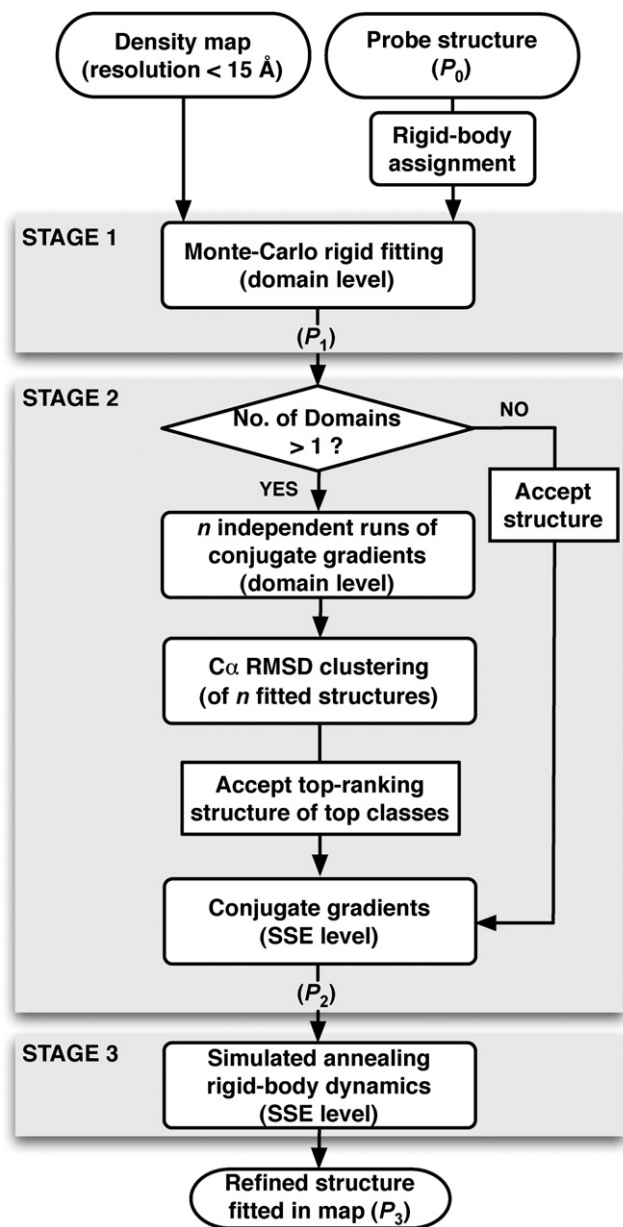 Density map
(resolution < 15 Å)
Probe structure
(P0)
Rigid-body
assignment
STAGE 1
Monte-Carlo rigid fitting
(domain level)
(P1)
STAGE 2
No. of Domains
> 1 ?
NO
YES
Accept
structure
n independent runs of
conjugate gradients
(domain level)
Cα RMSD clustering
(of n fitted structures)
Accept top-ranking
structure of top classes
Conjugate gradients
(SSE level)
(P2)
STAGE 3
Simulated annealing
rigid-body dynamics
(SSE level)
Refined structure
fitted in map (P3)